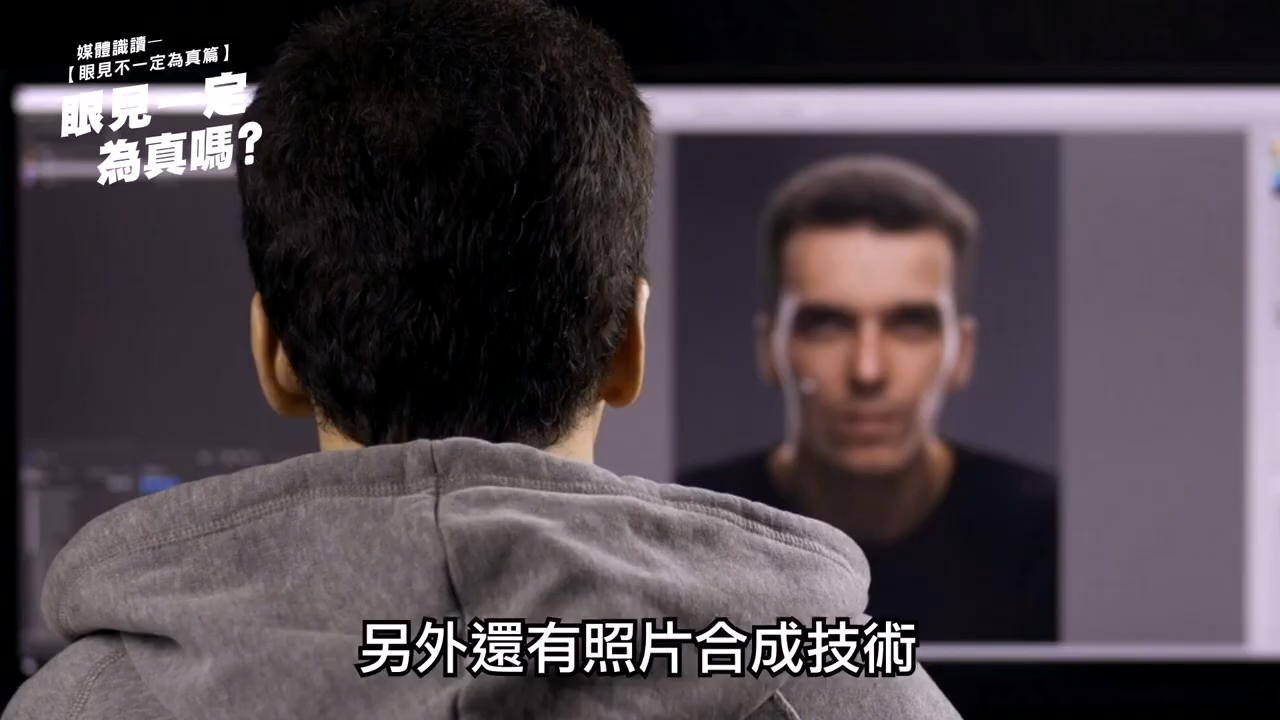 媒體識讀—
【眼見不一定為真篇】
眼見一定
為真嗎?
另外還有照片合成技術